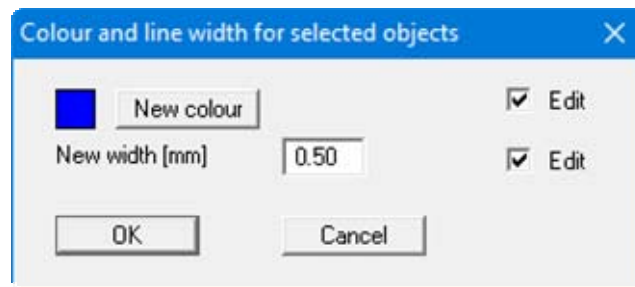 Colour and line width for selected objects
New colour Edit
New width [mm] 0.50 Edit
OK Cancel